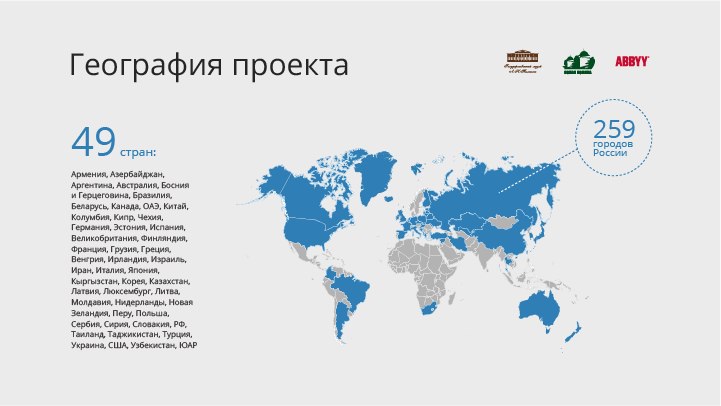 География проекта
ABBYY
49 стран:
Армения, Азербайджан,
Аргентина, Австралия, Босния
и Герцеговина, Бразилия,
Беларусь, Канада, ОАЭ, Китай,
Колумбия, Кипр, Чехия,
Германия, Эстония, Испания,
Великобритания, Финляндия,
Франция, Грузия, Греция,
Венгрия, Ирландия, Израиль,
Иран, Италия, Япония,
Кыргызстан, Корея, Казахстан,
Латвия, Люксембург, Литва,
Молдавия, Нидерланды, Новая
Зеландия, Перу, Польша,
Сербия, Сирия, Словакия, РФ,
Таиланд, Таджикистан, Турция,
Украина, США, Узбекистан, ЮАР
259
городов
России